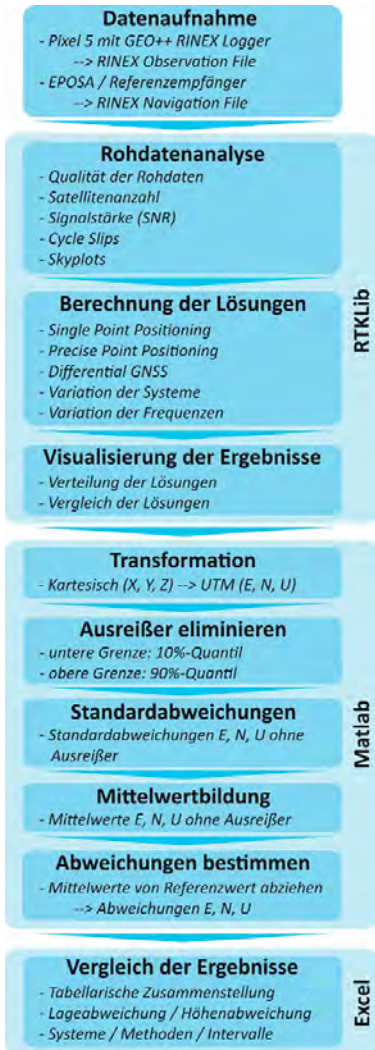 Datenaufnahme
- Pixel 5 mit GEO++ RINEX Logger
--> RINEX Observation File
- EPOSA / Referenzempfänger
--> RINEX Navigation File
Rohdatenanalyse
- Qualität der Rohdaten
- Satellitenanzahl
- Signalstärke (SNR)
- Cycle Slips
- Skyplots
Berechnung der Lösungen
- Single Point Positioning
- Precise Point Positioning
- Differential GNSS
- Variation der Systeme
- Variation der Frequenzen
Visualisierung der Ergebnisse
- Verteilung der Lösungen
- Vergleich der Lösungen
RTKLib
Transformation
- Kartesisch (X, Y, Z) --> UTM (E, N, U)
Ausreißer eliminieren
- untere Grenze: 10%-Quantil
- obere Grenze: 90%-Quantil
Standardabweichungen
- Standardabweichungen E, N, U ohne
Ausreißer
Mittelwertbildung
- Mittelwerte E, N, U ohne Ausreißer
Abweichungen bestimmen
- Mittelwerte von Referenzwert abziehen
--> Abweichungen E, N, U
Matlab
Vergleich der Ergebnisse
- Tabellarische Zusammenstellung
- Lageabweichung / Höhenabweichung
- Systeme / Methoden / Intervalle
Excel